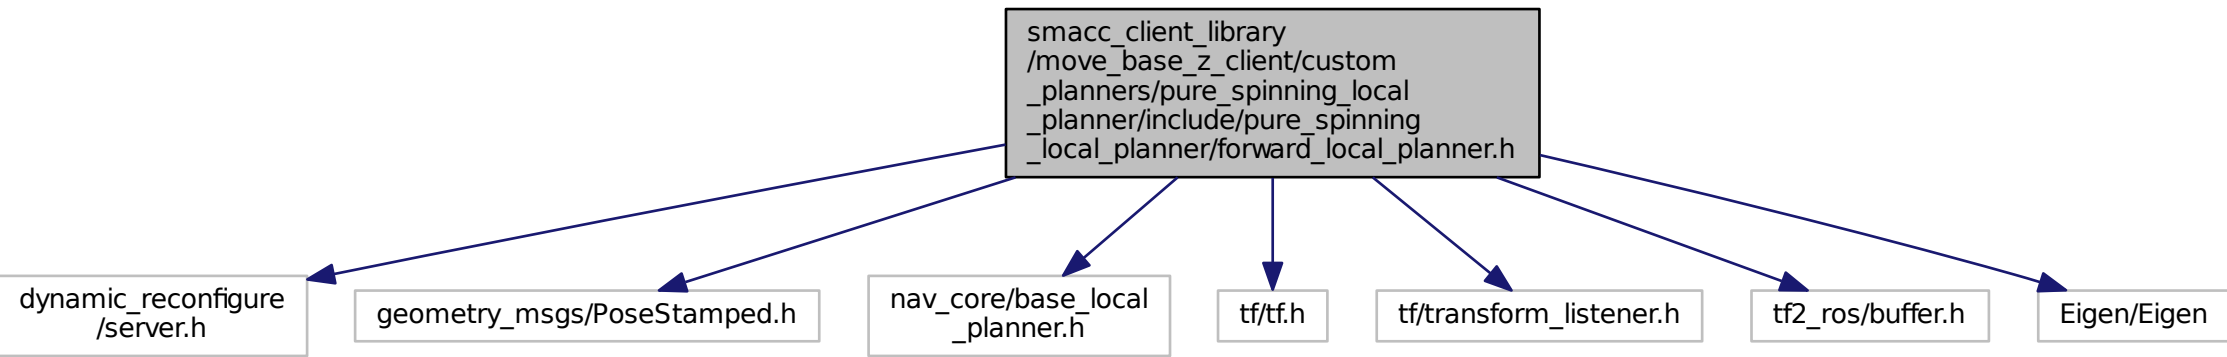 smacc_client_library
/move_base_z_client/custom
_planners/pure_spinning_local
_planner/include/pure_spinning
_local_planner/forward_local_planner.h
dynamic_reconfigure
/server.h
geometry_msgs/PoseStamped.h
nav_core/base_local
_planner.h
tf/tf.h
tf/transform_listener.h
tf2_ros/buffer.h
Eigen/Eigen